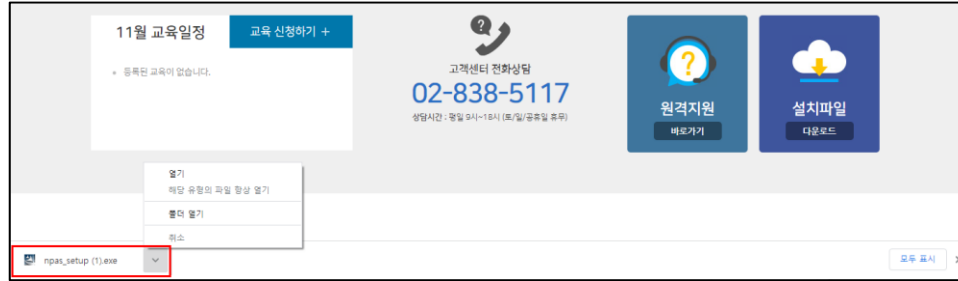 11월 교육일정
교육 신청하기 +
등록된 교육이 없습니다.
고객센터 전화상담
02-838-5117
상담시간 : 평일 9시~18시 (토/일/공휴일 휴무)
원격지원
바로가기
설치파일
다운로드
열기
해당 유형의 파일 항상 열기
폴더 열기
취소
npas_setup (1).exe
모두 표시